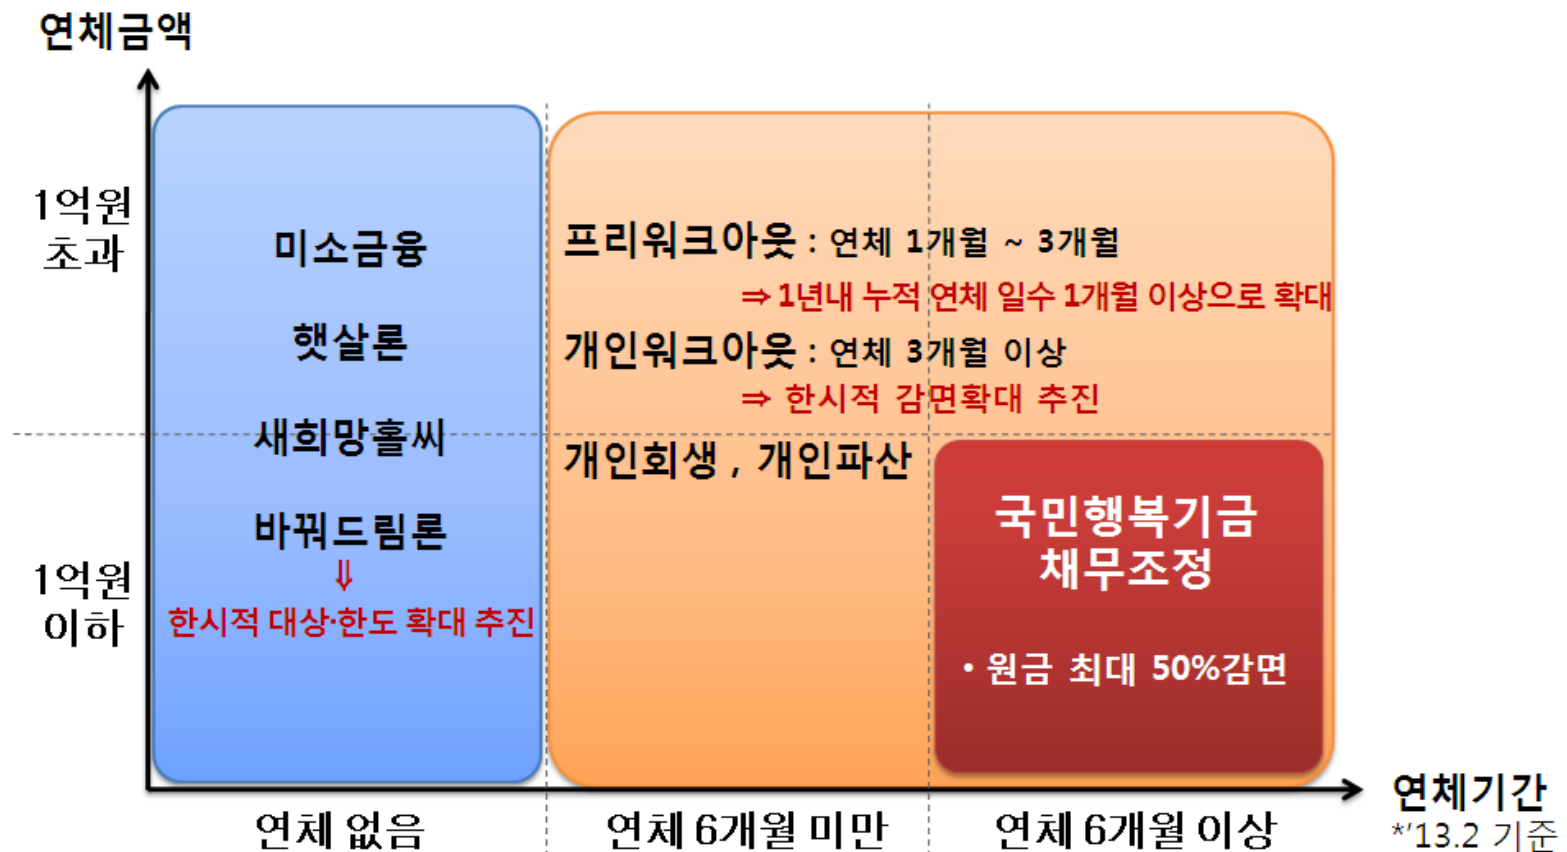 연체금액
1억원
초과
미소금융
햇살론
새희망홀씨
바꿔드림론
⇓
한시적 대상·한도 확대 추진
프리워크아웃 : 연체 1개월 ~ 3개월
⇒ 1년내 누적 연체 일수 1개월 이상으로 확대
개인워크아웃 : 연체 3개월 이상
⇒ 한시적 감면확대 추진
개인회생 , 개인파산
국민행복기금
채무조정
• 원금 최대 50%감면
1억원
이하
연체 없음
연체 6개월 미만
연체 6개월 이상
연체기간
*'13.2 기준